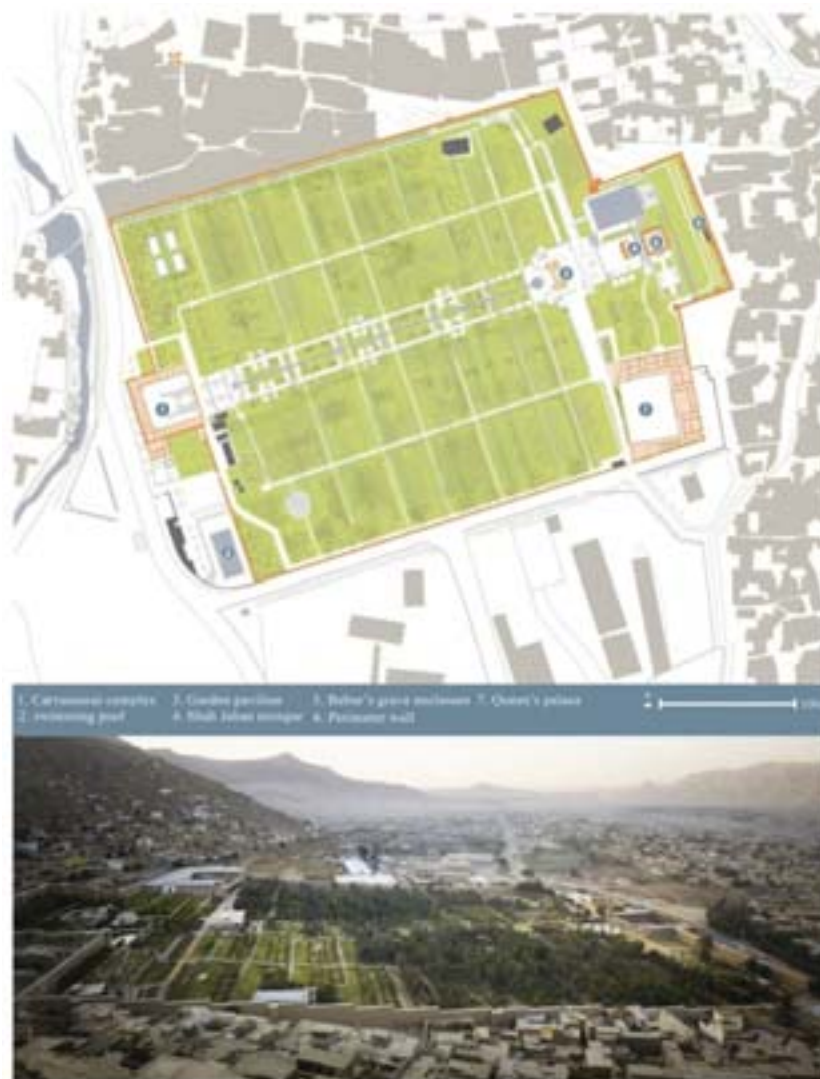 1. Caravanserai complex 3. Garden pavilion 5. Babur's grave enclosure 7. Queen's palace
2. swimming pool 4. Shah Jahan mosque 6. Perimeter wall